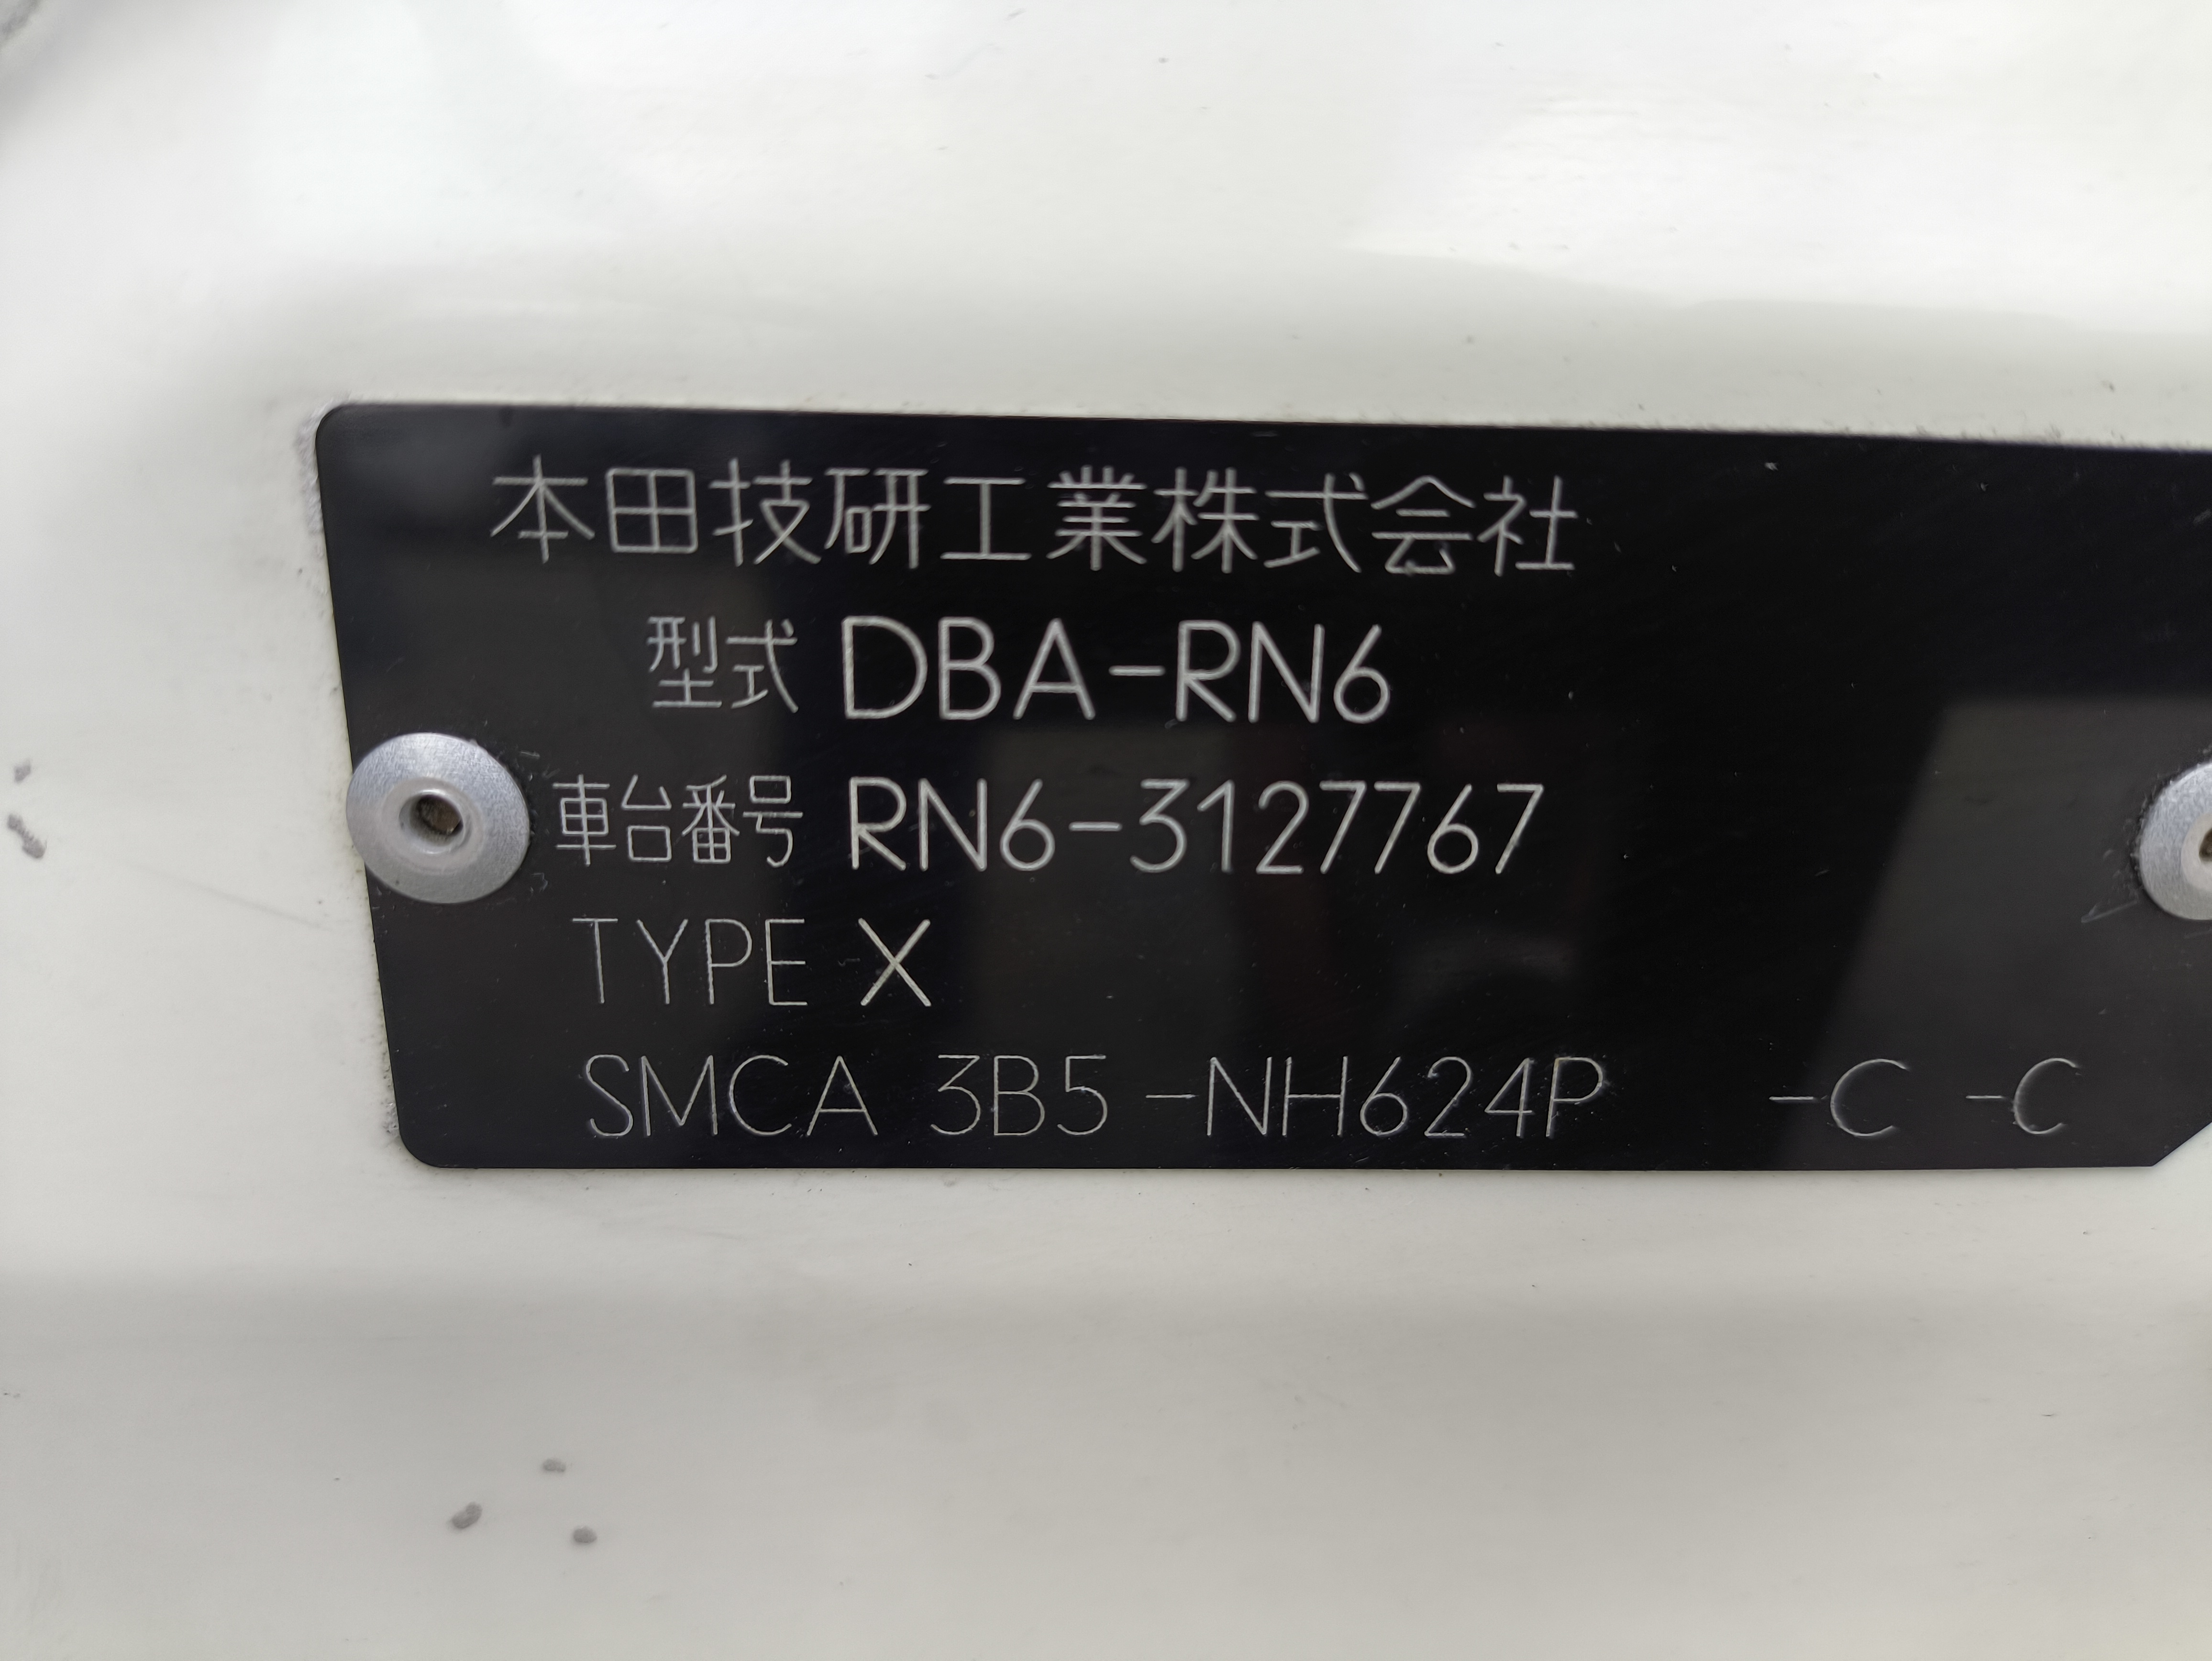 本田技研工業株式会社
型式 DBA-RN6
車台番号 RN6-3127767
TYPE X
SMCA 3B5 -NH624P -C -C